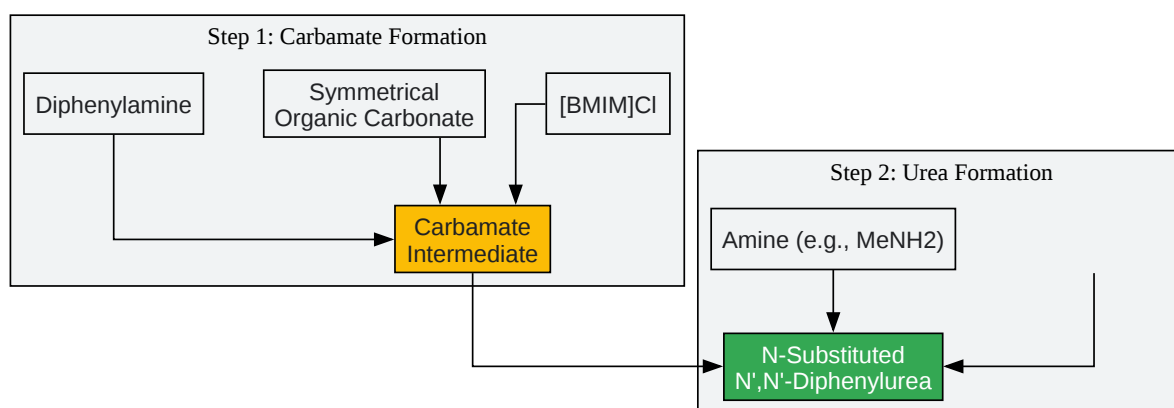 Step 1: Carbamate Formation
Diphenylamine
Symmetrical
Organic Carbonate
[BMIM]Cl
Carbamate
Intermediate
Step 2: Urea Formation
Amine (e.g., MeNH2)
N-Substituted
N',N'-Diphenylurea